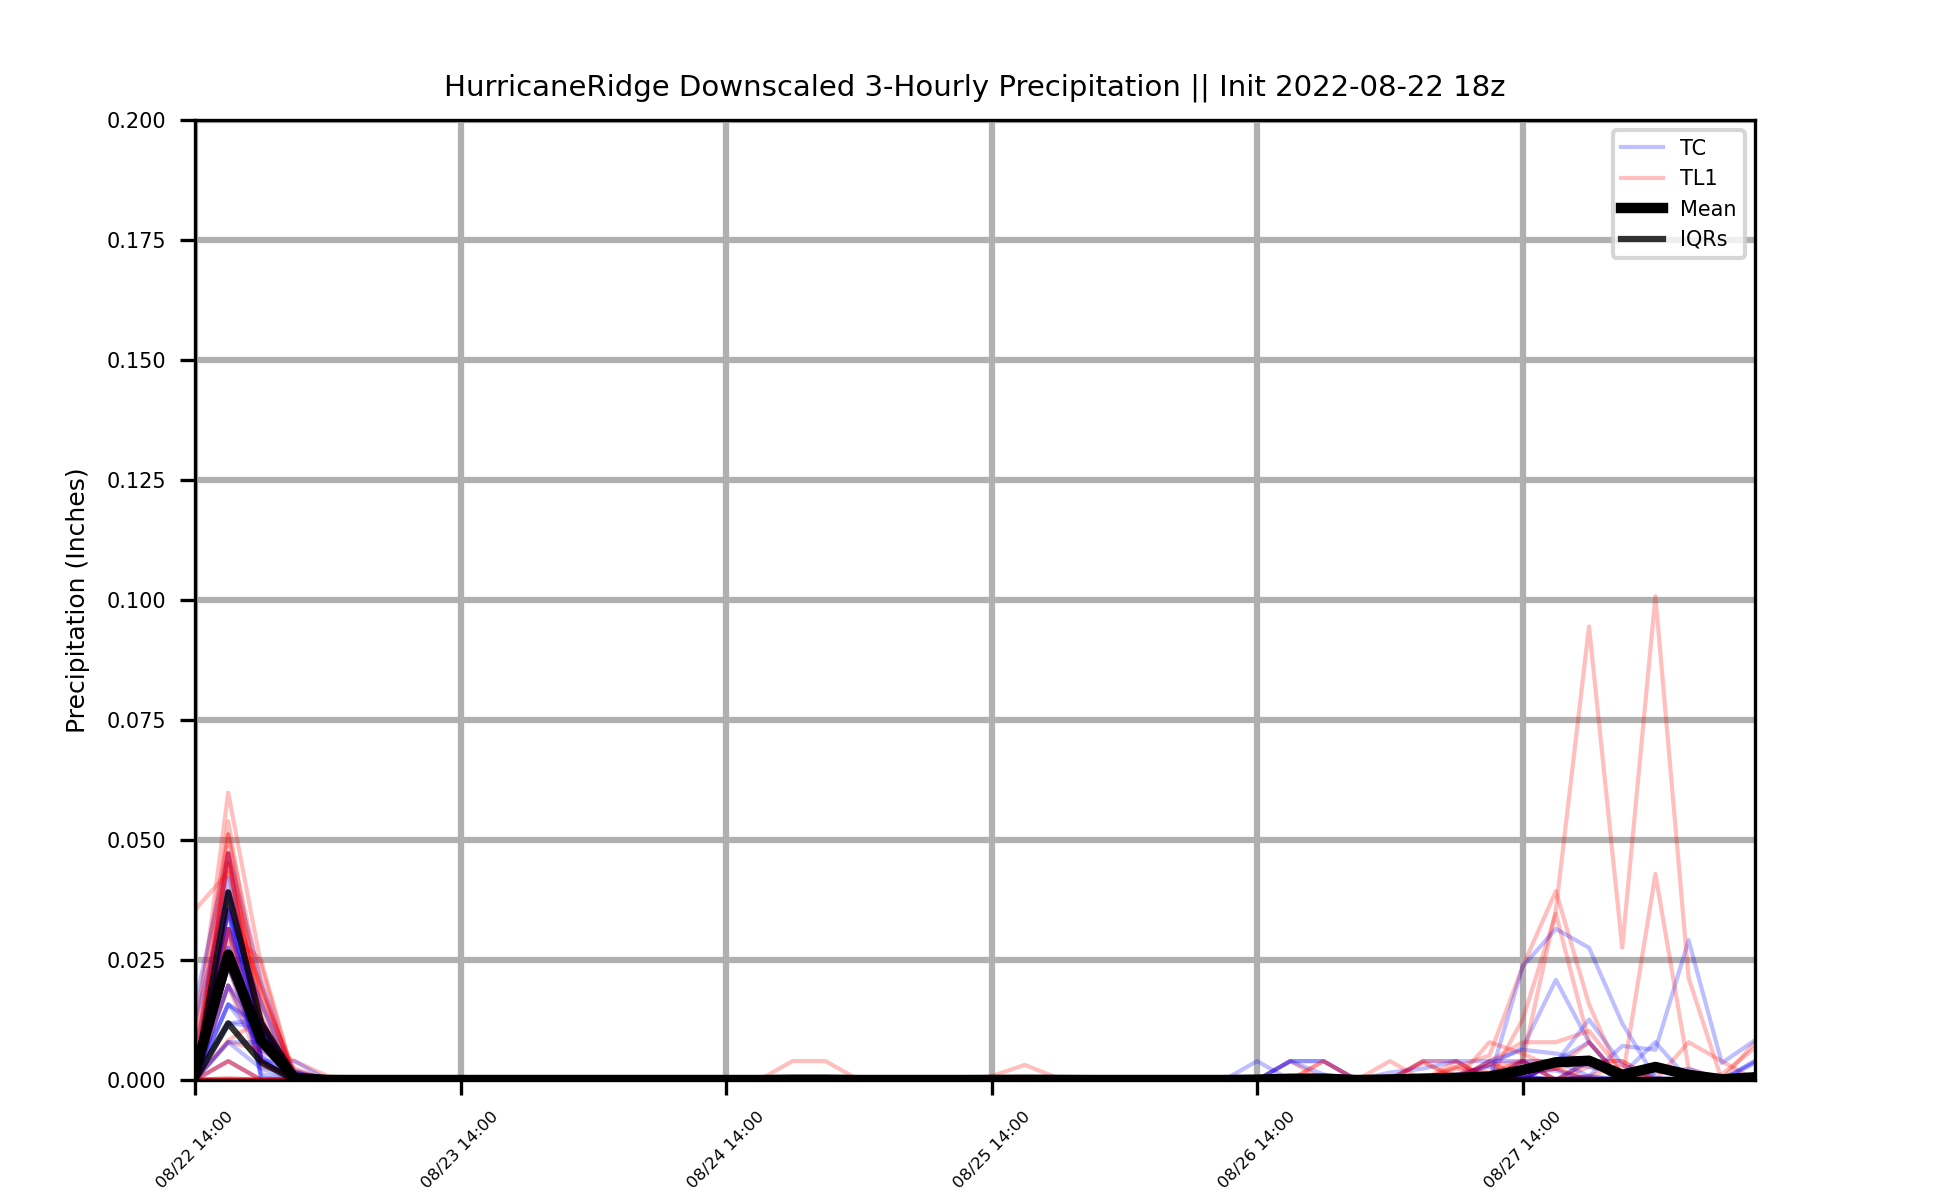 HurricaneRidge Downscaled 3-Hourly Precipitation || Init 2022-08-22 18z
TC
TL1
Mean
IQRs
Precipitation (Inches)
0.200
0.175
0.150
0.125
0.100
0.075
0.050
0.025
0.000
08/22 14:00
08/23 14:00
08/24 14:00
08/25 14:00
08/26 14:00
08/27 14:00